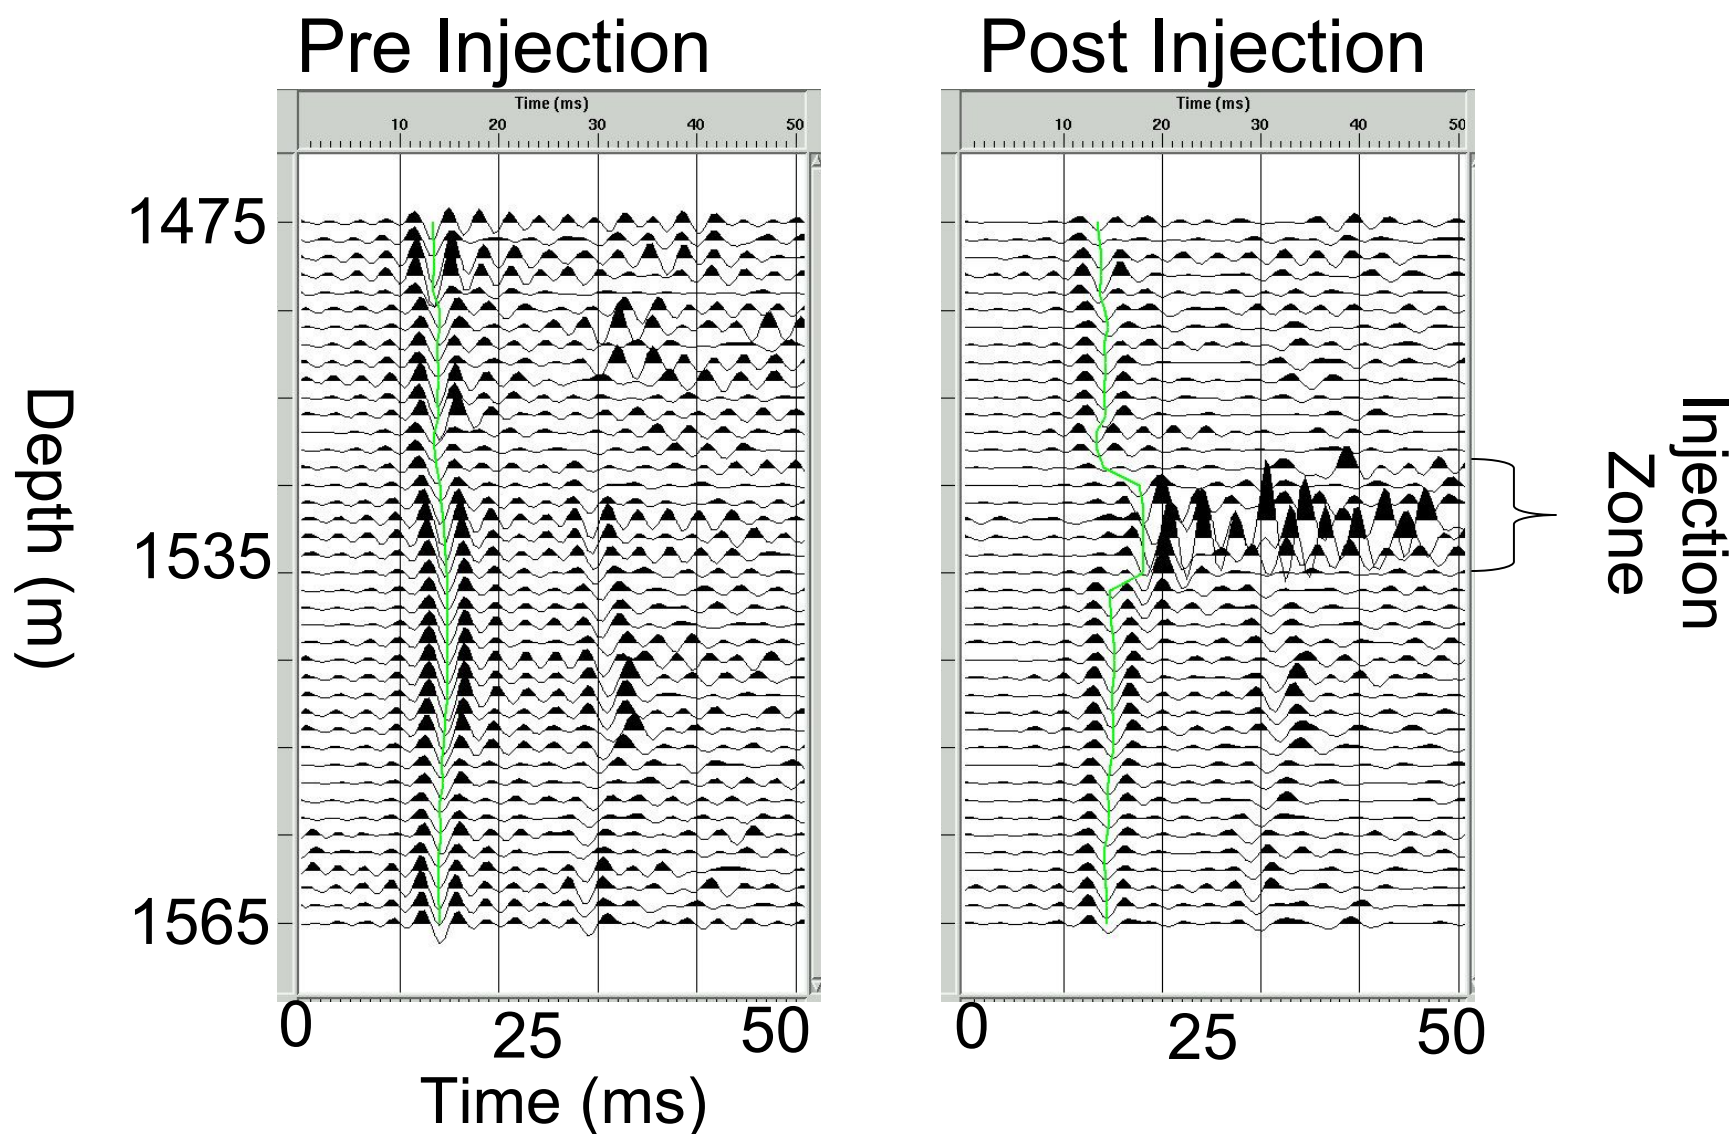 Pre Injection
Post Injection
Time (ms)
10 20 30 40 50
Time (ms)
10 20 30 40 50
1475
1535
1565
Depth (m)
Injection
Zone
0 25 50
0 25 50
Time (ms)